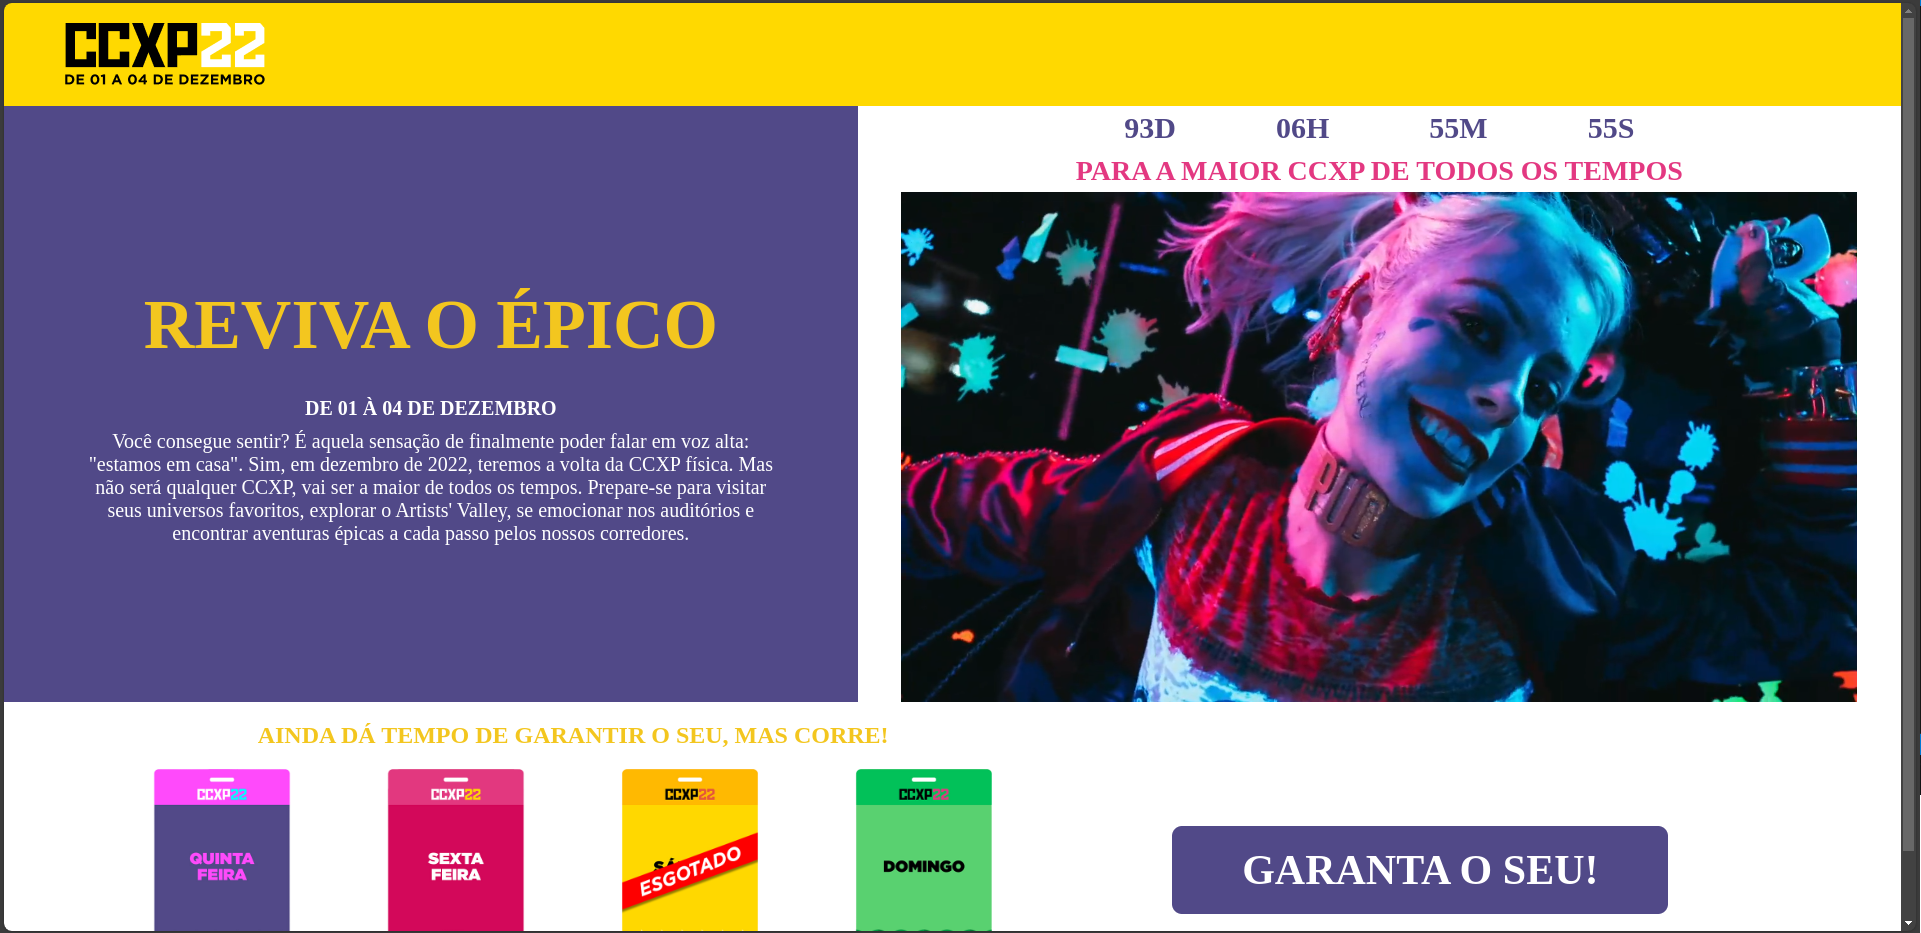 CCXP22
DE 01 A 04 DE DEZEMBRO
93D 06H 55M 55S
PARA A MAIOR CCXP DE TODOS OS TEMPOS
REVIVA O ÉPICO
DE 01 À 04 DE DEZEMBRO
Você consegue sentir? É aquela sensação de finalmente poder falar em voz alta:
"estamos em casa". Sim, em dezembro de 2022, teremos a volta da CCXP física. Mas
não será qualquer CCXP, vai ser a maior de todos os tempos. Prepare-se para visitar
seus universos favoritos, explorar o Artists' Valley, se emocionar nos auditórios e
encontrar aventuras épicas a cada passo pelos nossos corredores.
AINDA DÁ TEMPO DE GARANTIR O SEU, MAS CORRE!
CCXP22
QUINTA
FEIRA
CCXP22
SEXTA
FEIRA
CCXP22
ESGOTADO
CCXP22
DOMINGO
GARANTA O SEU!